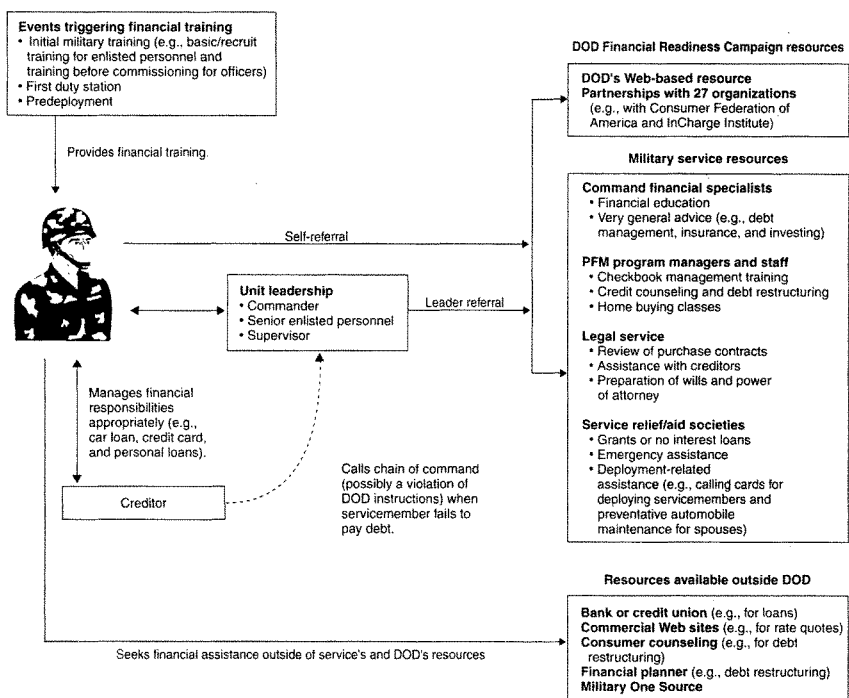 Events triggering financial training
• Initial military training (e.g., basic/recruit
training for enlisted personnel and
training before commissioning for officers)
• First duty station
• Predeployment
Provides financial training.
Self-referral
Unit leadership
• Commander
• Senior enlisted personnel
• Supervisor
Leader referral
Manages financial
responsibilities
appropriately (e.g.,
car loan, credit card,
and personal loans).
Creditor
Calls chain of command
(possibly a violation of
DOD instructions) when
servicemember fails to
pay debt.
Seeks financial assistance outside of service's and DOD's resources
DOD Financial Readiness Campaign resources
DOD's Web-based resource
Partnerships with 27 organizations
(e.g., with Consumer Federation of
America and InCharge Institute)
Military service resources
Command financial specialists
• Financial education
• Very general advice (e.g., debt
management, insurance, and investing)
PFM program managers and staff
• Checkbook management training
• Credit counseling and debt restructuring
• Home buying classes
Legal service
• Review of purchase contracts
• Assistance with creditors
• Preparation of wills and power
of attorney
Service relief/aid societies
• Grants or no interest loans
• Emergency assistance
• Deployment-related
assistance (e.g., calling cards for
deploying servicemembers and
preventative automobile
maintenance for spouses)
Resources available outside DOD
Bank or credit union (e.g., for loans)
Commercial Web sites (e.g., for rate quotes)
Consumer counseling (e.g., for debt
restructuring)
Financial planner (e.g., debt restructuring)
Military One Source